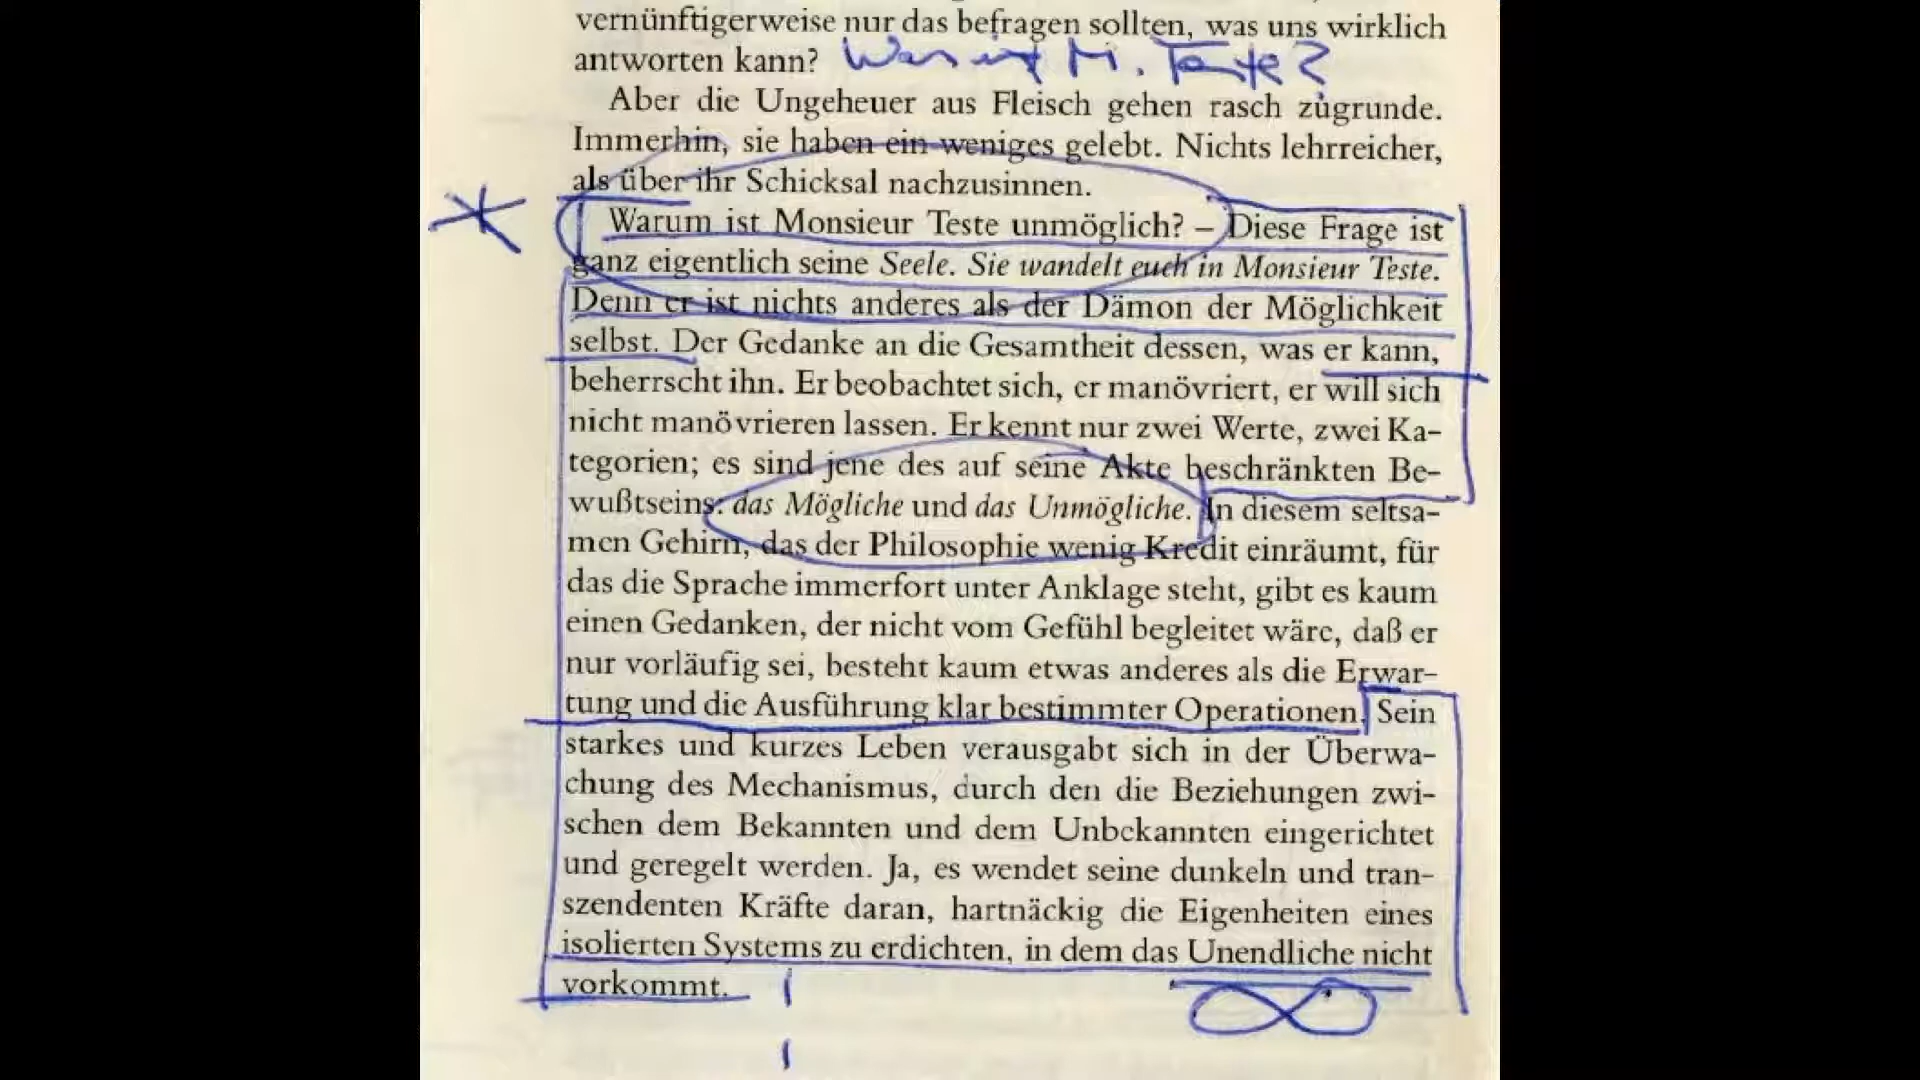 vernünftigerweise nur das befragen sollten, was uns wirklich
antworten kann? Was ist M. Teste?
Aber die Ungeheuer aus Fleisch gehen rasch zugrunde.
Immerhin, sie haben ein weniges gelebt. Nichts lehrreicher,
als über ihr Schicksal nachzusinnen.
Warum ist Monsieur Teste unmöglich? – Diese Frage ist
ganz eigentlich seine Seele. Sie wandelt euch in Monsieur Teste.
Denn er ist nichts anderes als der Dämon der Möglichkeit
selbst. Der Gedanke an die Gesamtheit dessen, was er kann,
beherrscht ihn. Er beobachtet sich, er manövriert, er will sich
nicht manövrieren lassen. Er kennt nur zwei Werte, zwei Ka-
tegorien; es sind jene des auf seine Akte beschränkten Be-
wußtseins: das Mögliche und das Unmögliche. In diesem seltsa-
men Gehirn, das der Philosophie wenig Kredit einräumt, für
das die Sprache immerfort unter Anklage steht, gibt es kaum
einen Gedanken, der nicht vom Gefühl begleitet wäre, daß er
nur vorläufig sei, besteht kaum etwas anderes als die Erwar-
tung und die Ausführung klar bestimmter Operationen. Sein
starkes und kurzes Leben verausgabt sich in der Überwa-
chung des Mechanismus, durch den die Beziehungen zwi-
schen dem Bekannten und dem Unbekannten eingerichtet
und geregelt werden. Ja, es wendet seine dunkeln und tran-
szendenten Kräfte daran, hartnäckig die Eigenheiten eines
isolierten Systems zu erdichten, in dem das Unendliche nicht
vorkommt.
∞